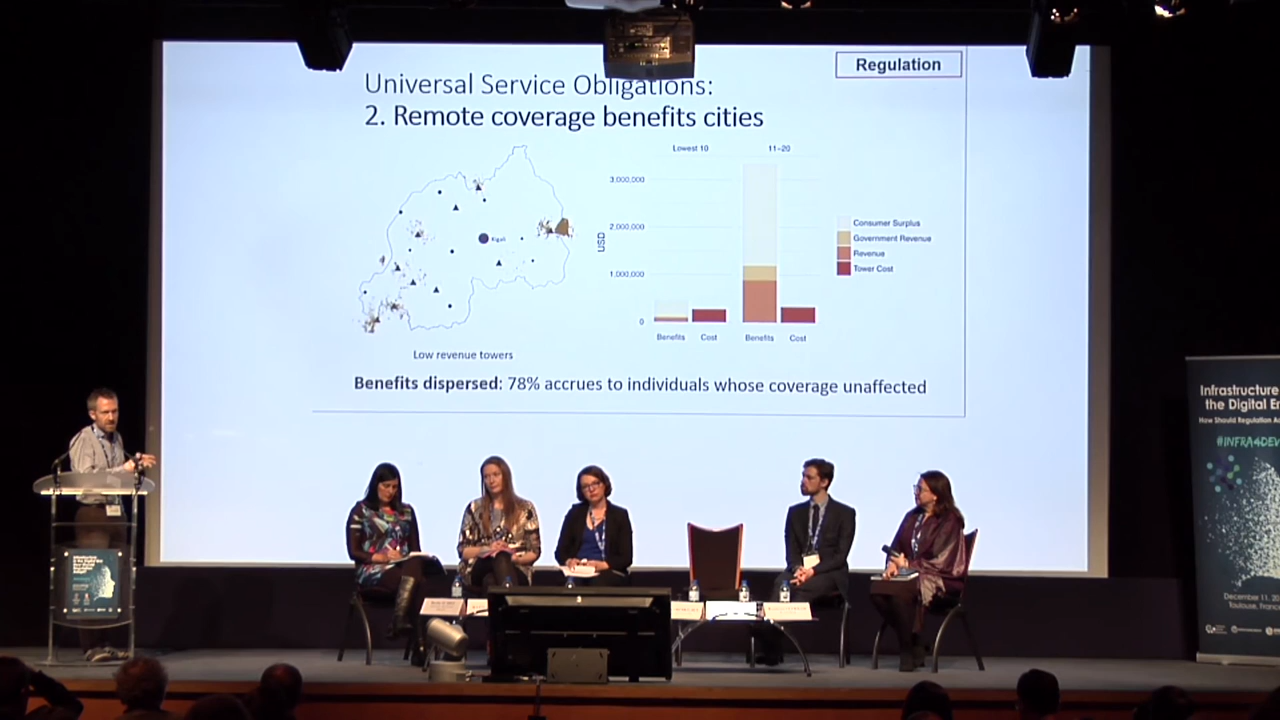 Regulation
Universal Service Obligations:
2. Remote coverage benefits cities
Lowest 10
11-20
3,000,000
2,000,000
1,000,000
0
USD
Kigali
Consumer Surplus
Government Revenue
Revenue
Tower Cost
Benefits
Cost
Benefits
Cost
Low revenue towers
Benefits dispersed: 78% accrues to individuals whose coverage unaffected
Infrastructure
the Digital Er
How Should Regulation
#INFRA4DEV
December 11, 20
Toulouse, France